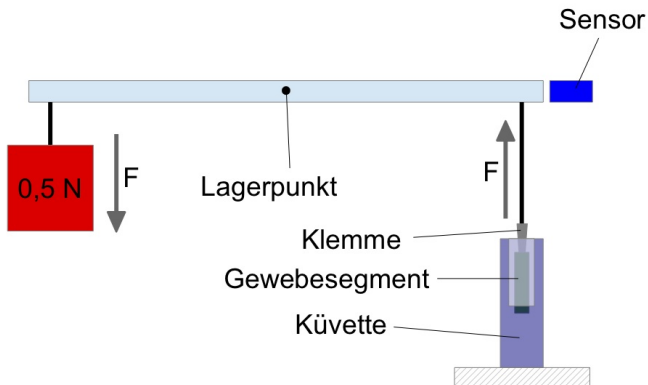 Sensor
0,5 N
F
Lagerpunkt
F
Klemme
Gewebesegment
Küvette